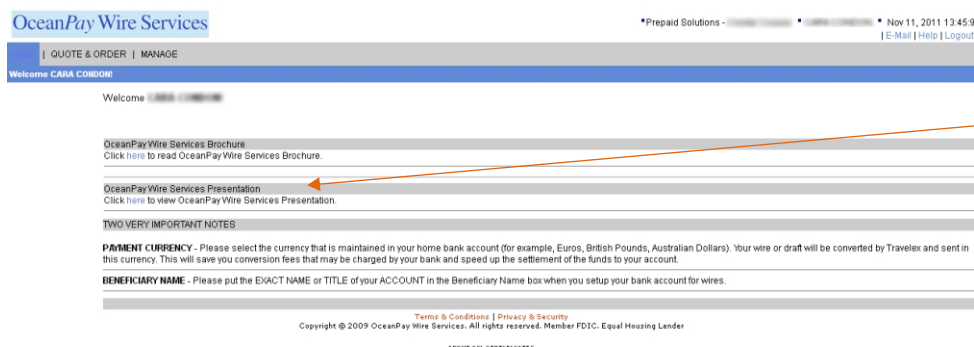 OceanPay Wire Services
*Prepaid Solutions - * * Nov 11, 2011 13:45:9
| E-Mail | Help | Logout
| QUOTE & ORDER | MANAGE
Welcome CARA CONDON!
Welcome
OceanPay Wire Services Brochure
Click here to read OceanPay Wire Services Brochure.
OceanPay Wire Services Presentation
Click here to view OceanPay Wire Services Presentation.
TWO VERY IMPORTANT NOTES
PAYMENT CURRENCY - Please select the currency that is maintained in your home bank account (for example, Euros, British Pounds, Australian Dollars). Your wire or draft will be converted by Travelex and sent in
this currency. This will save you conversion fees that may be charged by your bank and speed up the settlement of the funds to your account.
BENEFICIARY NAME - Please put the EXACT NAME or TITLE of your ACCOUNT in the Beneficiary Name box when you setup your bank account for wires.
Terms & Conditions | Privacy & Security
Copyright © 2009 OceanPay Wire Services. All rights reserved. Member FDIC. Equal Housing Lender